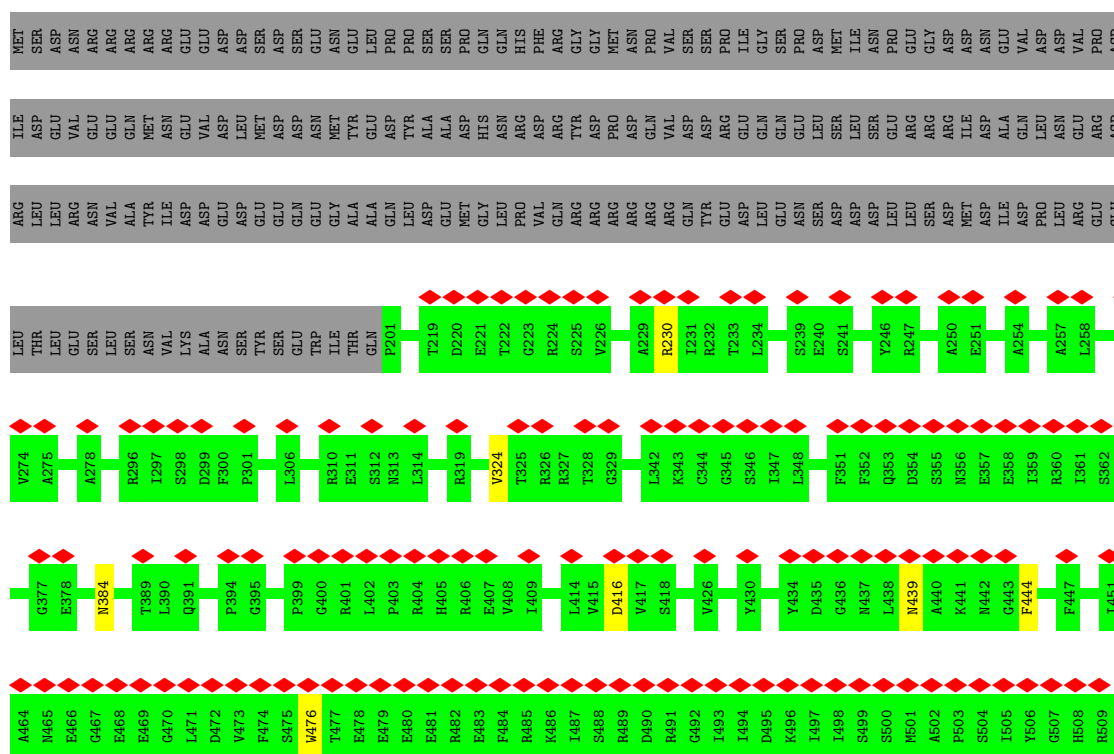 MET SER ASP ASN ARG ARG ARG ARG ARG GLU GLU ASP ASP SER ASP SER GLU ASN GLU LEU PRO PRO SER SER PRO GLN GLN HIS PHE ARG GLY GLY MET ASN PRO VAL SER SER PRO ILE GLY SER PRO ASP MET ILE ASN PRO GLU GLY ASP ASP ASN GLU VAL ASP ASP VAL PRO
ILE ASP GLU VAL GLU GLU GLN MET ASN GLU VAL ASP LEU MET ASP ASP ASN MET TYR GLU ASP TYR ALA ALA ASP HIS ASN ARG ASP ARG TYR ASP PRO ASP GLN VAL ASP ASP ARG GLU GLN GLN GLU LEU SER LEU SER GLU ARG ARG ARG ILE ASP ALA GLN LEU ASN GLU ARG
ARG LEU LEU ARG ASN VAL ALA TYR ILE ASP ASP GLU ASP GLU GLU GLN GLU GLY ALA ALA GLN LEU ASP GLU MET GLY LEU PRO VAL GLN ARG ARG ARG ARG ARG ARG GLN TYR GLU ASP LEU GLU ASN SER ASP ASP ASP LEU LEU SER ASP MET ASP ILE ASP PRO LEU ARG GLU
LEU THR LEU GLU SER LEU SER ASN VAL LYS ALA ASN SER TYR SER GLU TRP ILE THR GLN P201 T219 D220 E221 T222 G223 R224 S225 V226 A229 R230 I231 R232 T233 L234 S239 E240 S241 Y246 R247 A250 E251 A254 A257 L258
V274 A275 A278 R296 I297 S298 D299 F300 P301 L306 R310 E311 S312 N313 L314 R319 V324 T325 R326 R327 T328 G329 L342 K343 C344 G345 S346 I347 L348 F351 F352 Q353 D354 S355 N356 E357 E358 I359 R360 I361 S362
G377 E378 N384 T389 L390 Q391 P394 G395 P399 G400 R401 L402 P403 R404 H405 R406 E407 V408 I409 L414 V415 D416 V417 S418 V426 Y430 Y434 D435 G436 N437 L438 N439 A440 K441 N442 G443 F444 F447 I451
A464 N465 E466 G467 E468 E469 G470 L471 D472 V473 F474 S475 W476 T477 E478 E479 E480 E481 R482 E483 F484 R485 K486 I487 S488 R489 D490 R491 G492 I493 I494 D495 K496 I497 I498 S499 S500 M501 A502 P503 S504 I505 Y506 G507 H508 R509